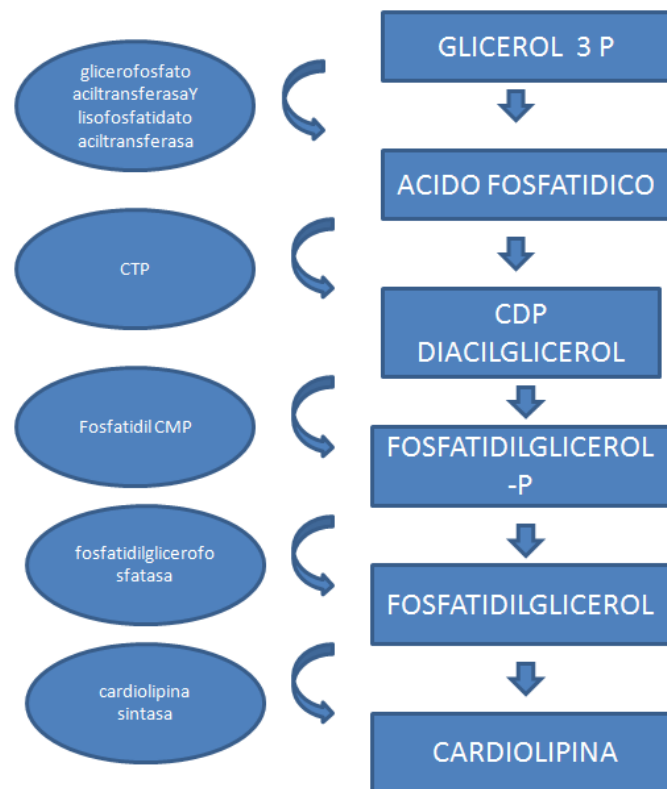 GLICEROL 3 P
glicerofosfato
aciltransferasaY
lisofosfatidato
aciltransferasa
ACIDO FOSFATIDICO
CTP
CDP
DIACILGLICEROL
Fosfatidil CMP
FOSFATIDILGLICEROL
-P
fosfatidilglicerofo
sfatasa
FOSFATIDILGLICEROL
cardiolipina
sintasa
CARDIOLIPINA